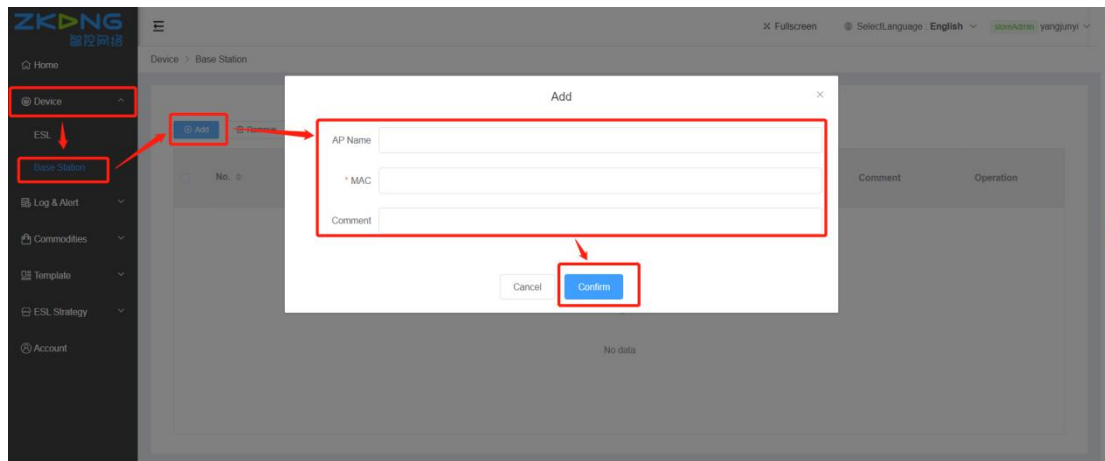 ZKDNG
智控网络
Fullscreen
SelectLanguage : English
storeAdmin yangjunyi
Home
Device > Base Station
Device
Add
ESL
Add
Remove
AP Name
Base Station
No.
* MAC
Comment
Operation
Log & Alert
Comment
Commodities
Template
Cancel
Confirm
ESL Strategy
Account
No data